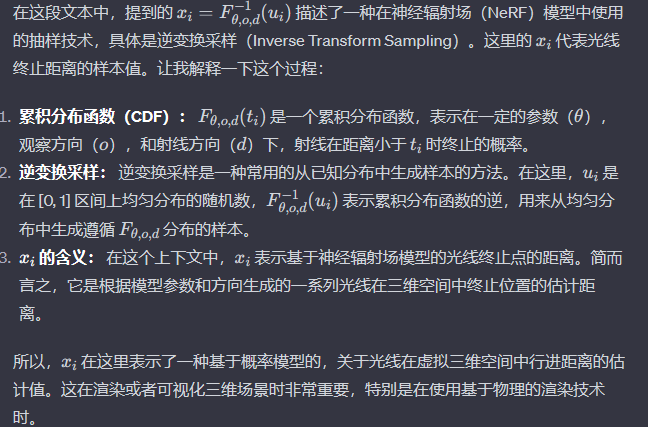 在这段文本中，提到的 $x_i = F_{\theta,o,d}^{-1}(u_i)$ 描述了一种在神经辐射场（NeRF）模型中使用
的抽样技术，具体是逆变换采样（Inverse Transform Sampling）。这里的 $x_i$ 代表光线
终止距离的样本值。让我解释一下这个过程：
1. 累积分布函数（CDF）： $F_{\theta,o,d}(t_i)$ 是一个累积分布函数，表示在一定的参数（$\theta$），
观察方向（$o$），和射线方向（$d$）下，射线在距离小于 $t_i$ 时终止的概率。
2. 逆变换采样： 逆变换采样是一种常用的从已知分布中生成样本的方法。在这里，$u_i$ 是
在 [0, 1] 区间上均匀分布的随机数，$F_{\theta,o,d}^{-1}(u_i)$ 表示累积分布函数的逆，用来从均匀分
布中生成遵循 $F_{\theta,o,d}$ 分布的样本。
3. $x_i$ 的含义： 在这个上下文中，$x_i$ 表示基于神经辐射场模型的光线终止点的距离。简而
言之，它是根据模型参数和方向生成的一系列光线在三维空间中终止位置的估计距
离。
所以，$x_i$ 在这里表示了一种基于概率模型的，关于光线在虚拟三维空间中行进距离的估
计值。这在渲染或者可视化三维场景时非常重要，特别是在使用基于物理的渲染技术
时。